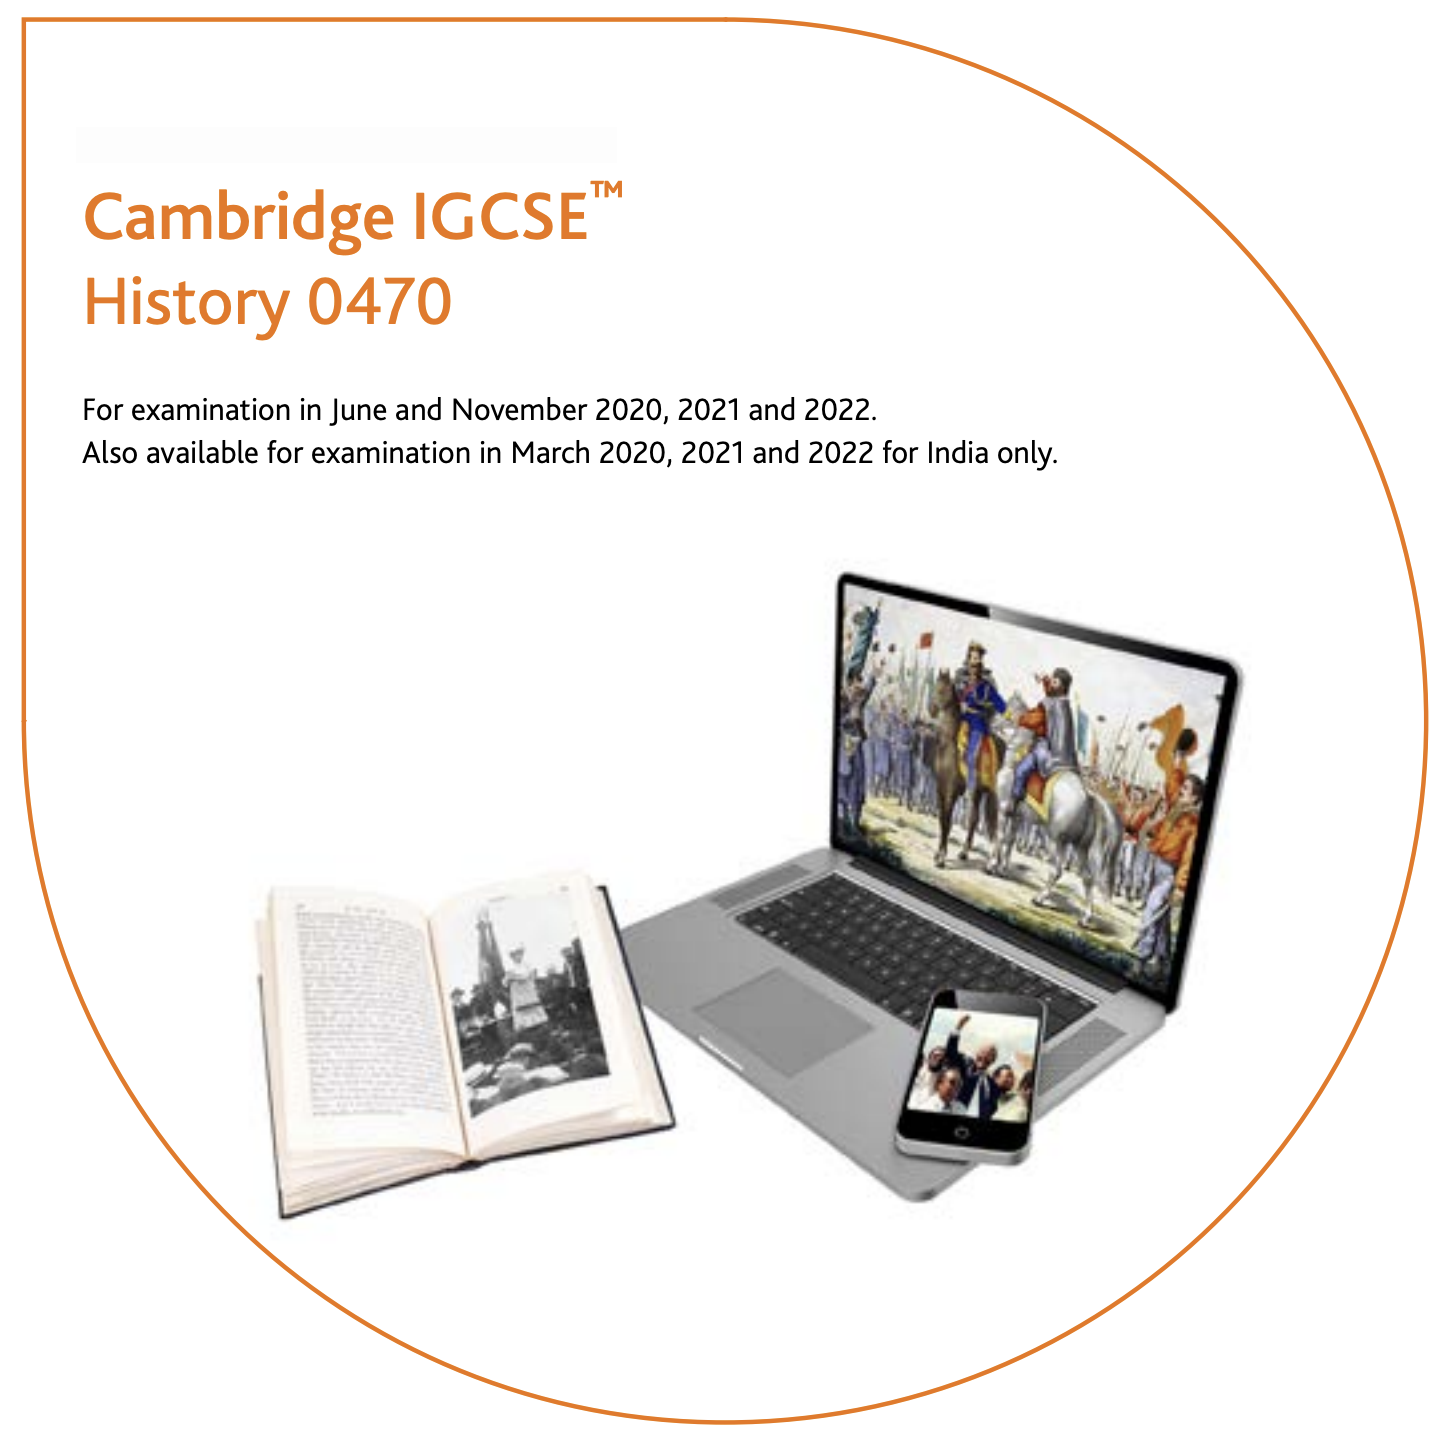 Cambridge IGCSE™
History 0470
For examination in June and November 2020, 2021 and 2022.
Also available for examination in March 2020, 2021 and 2022 for India only.